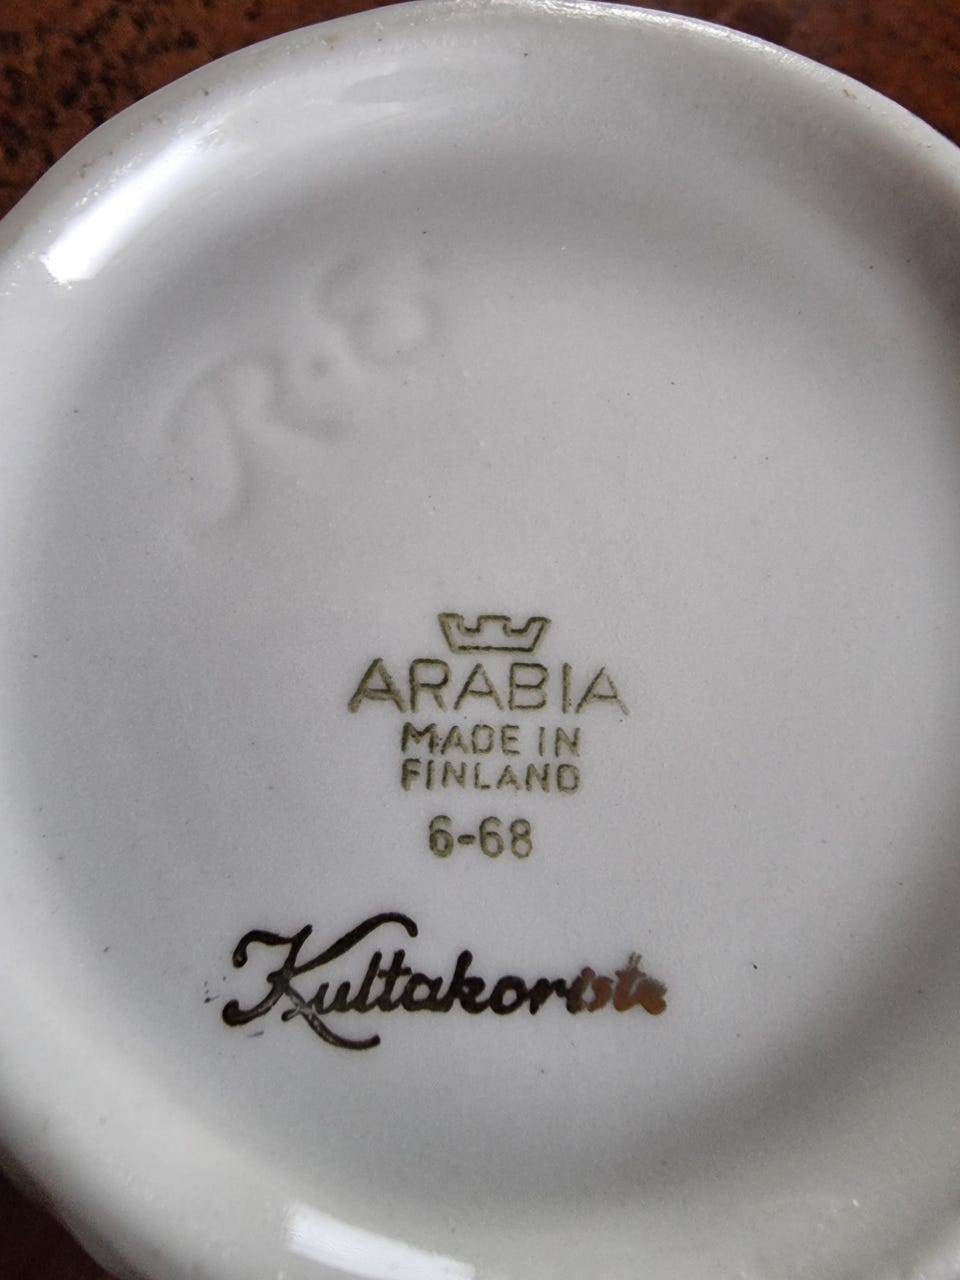 R.E
ARABIA
MADE IN
FINLAND
6-68
Kultakoriste